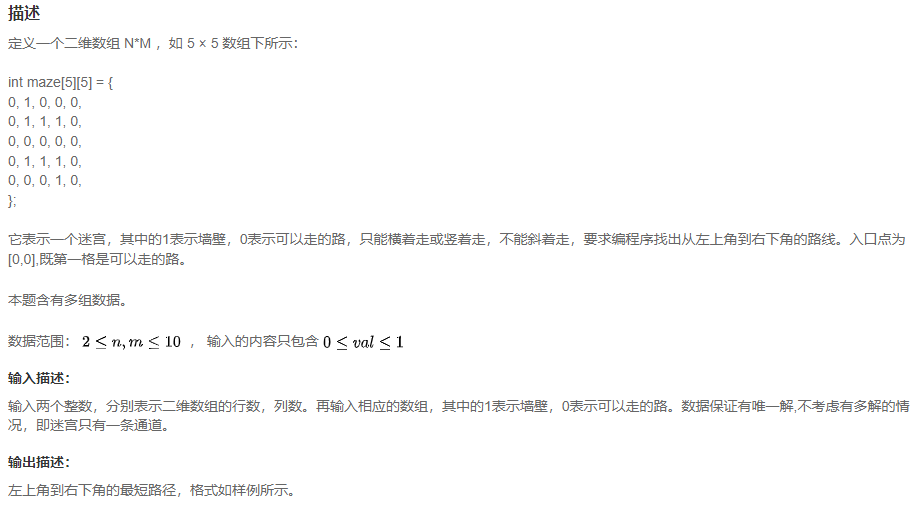 描述
定义一个二维数组 N*M ，如 5 × 5 数组下所示：
int maze[5][5] = {
0, 1, 0, 0, 0,
0, 1, 1, 1, 0,
0, 0, 0, 0, 0,
0, 1, 1, 1, 0,
0, 0, 0, 1, 0,
};
它表示一个迷宫，其中的1表示墙壁，0表示可以走的路，只能横着走或竖着走，不能斜着走，要求编程序找出从左上角到右下角的路线。入口点为
[0,0],既第一格是可以走的路。
本题含有多组数据。
数据范围： 2 ≤ n, m ≤ 10 ， 输入的内容只包含 0 ≤ val ≤ 1
输入描述：
输入两个整数，分别表示二维数组的行数，列数。再输入相应的数组，其中的1表示墙壁，0表示可以走的路。数据保证有唯一解,不考虑有多解的情
况，即迷宫只有一条通道。
输出描述：
左上角到右下角的最短路径，格式如样例所示。